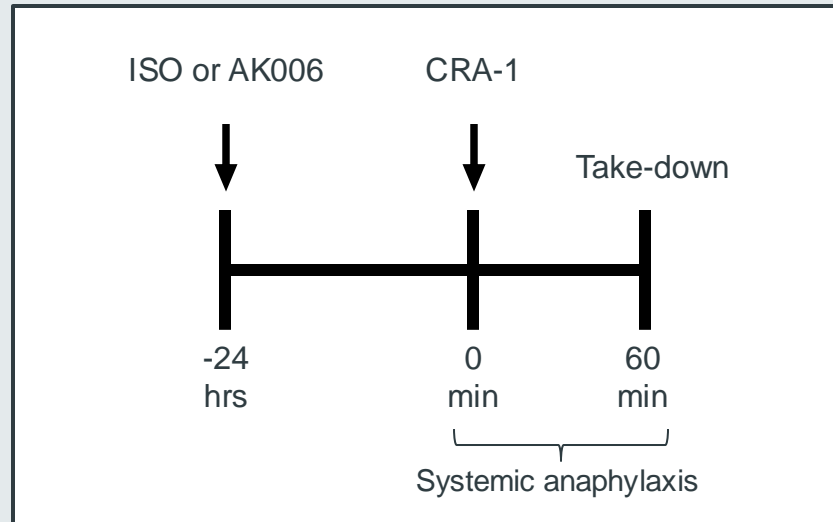 ISO or AK006
CRA-1
Take-down
-24
hrs
0
min
60
min
Systemic anaphylaxis